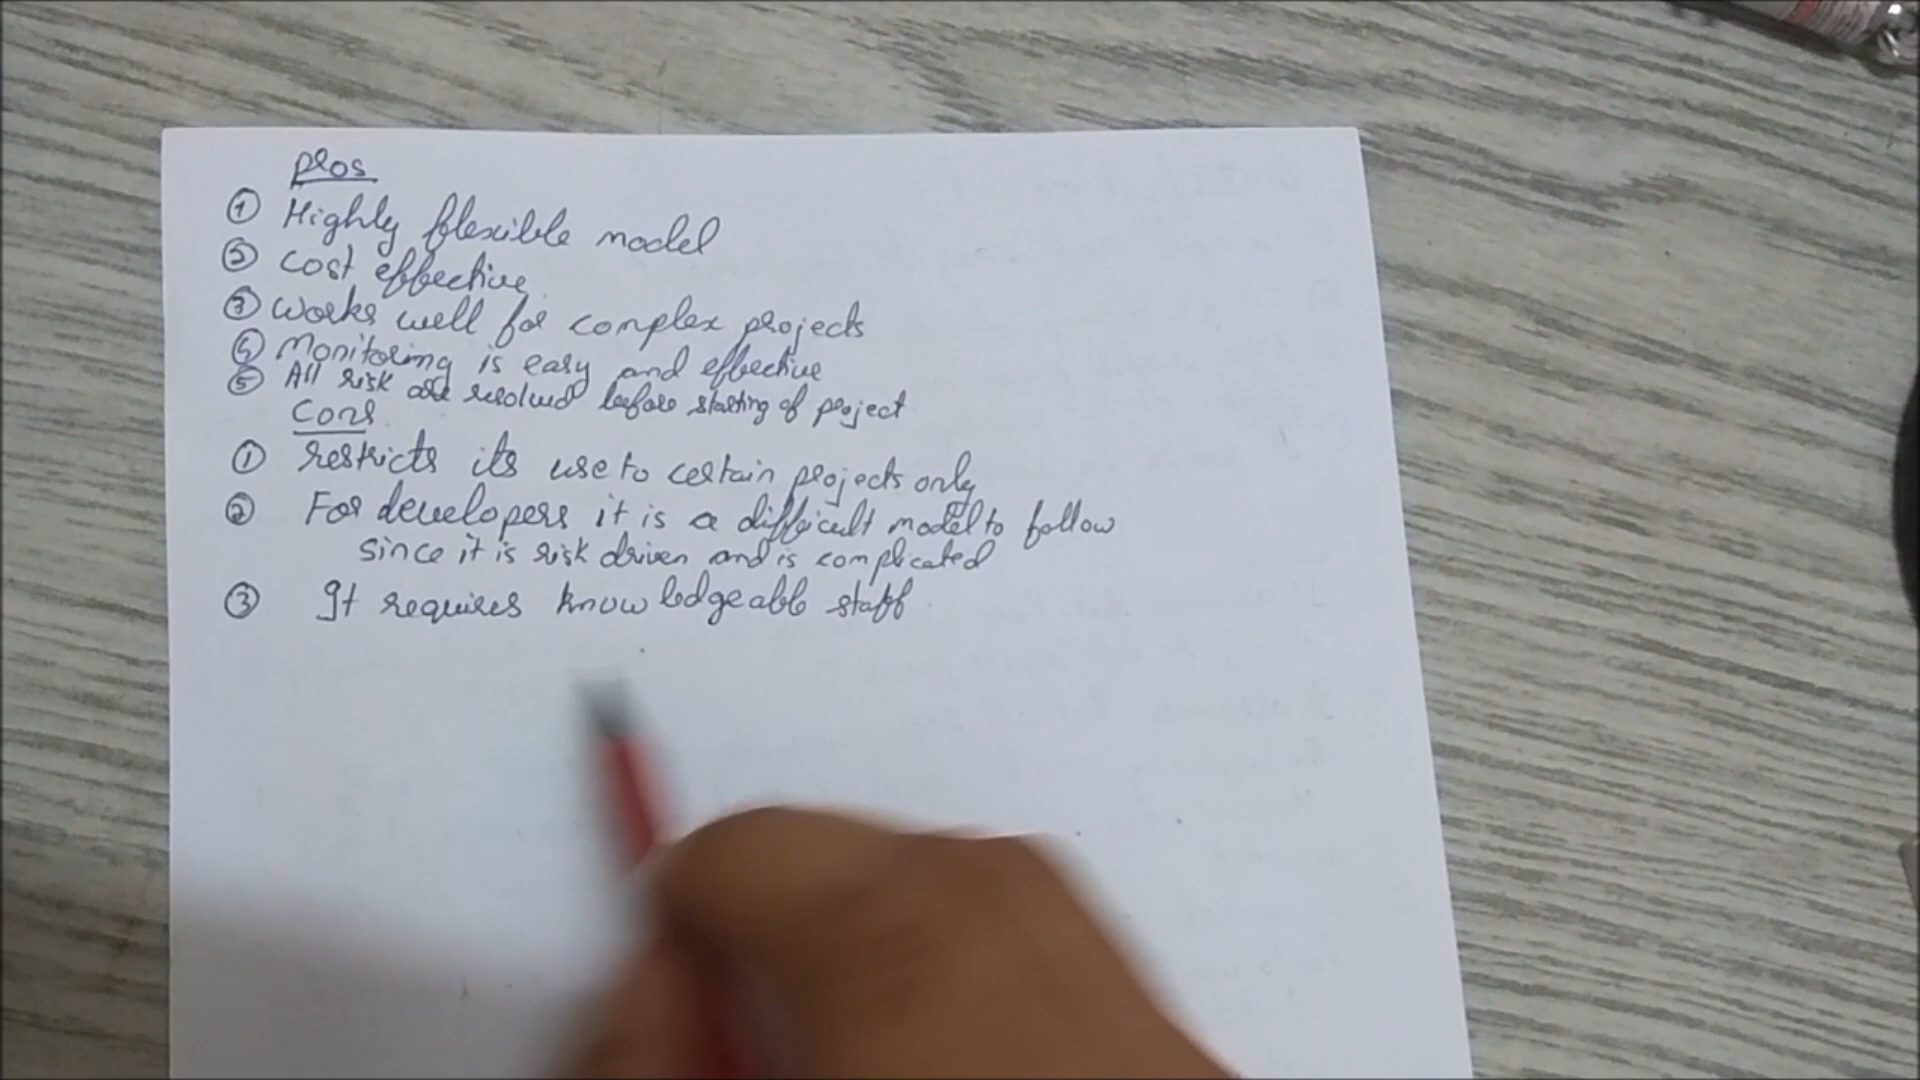 Pros
① Highly flexible model
② Cost effective
③ Works well for complex projects
④ Monitoring is easy and effective
⑤ All risk are resolved before starting of project
Cons
① restricts its use to certain projects only
② For developers it is a difficult model to follow
since it is risk driven and is complicated
③ It requires knowledgeable staff